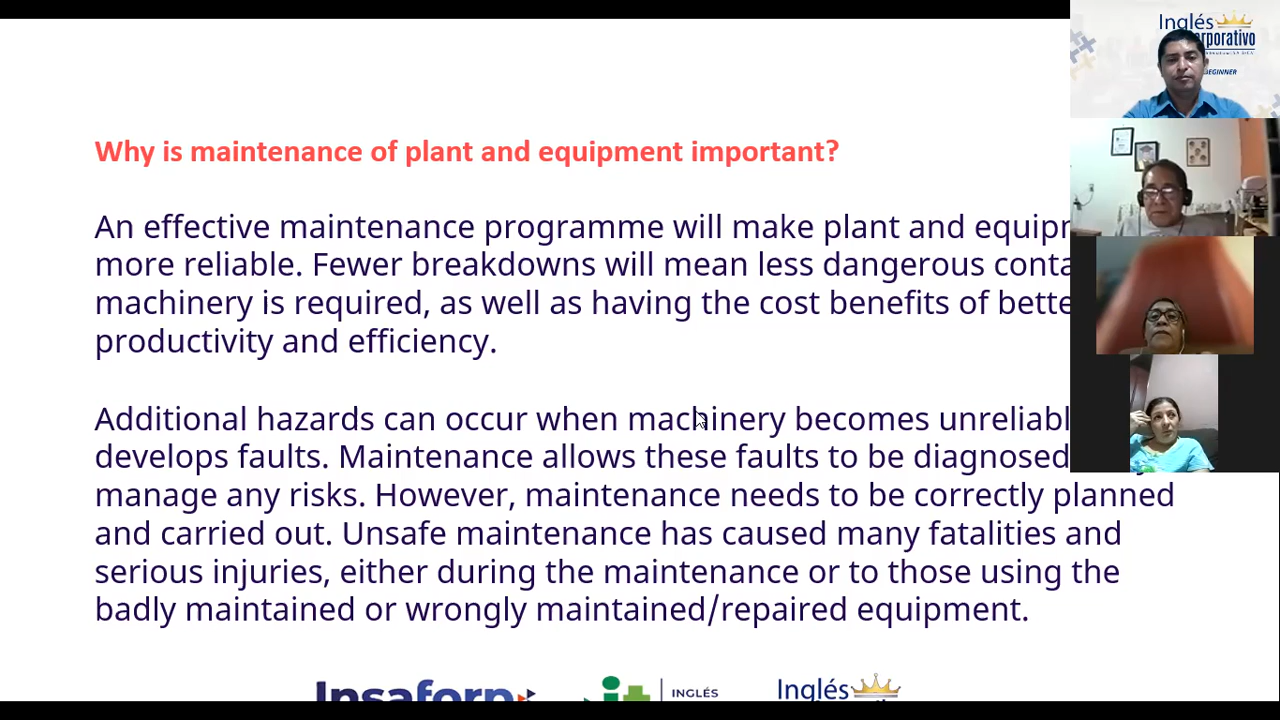 Why is maintenance of plant and equipment important?
An effective maintenance programme will make plant and
more reliable. Fewer breakdowns will mean less dangerous
machinery is required, as well as having the cost benefits of
productivity and efficiency.
Additional hazards can occur when machinery becomes
develops faults. Maintenance allows these faults to be diagnosed
manage any risks. However, maintenance needs to be correctly planned
and carried out. Unsafe maintenance has caused many fatalities and
serious injuries, either during the maintenance or to those using the
badly maintained or wrongly maintained/repaired equipment.
Inglés
BEGINNER
Insaforp
INGLÉS
Inglés